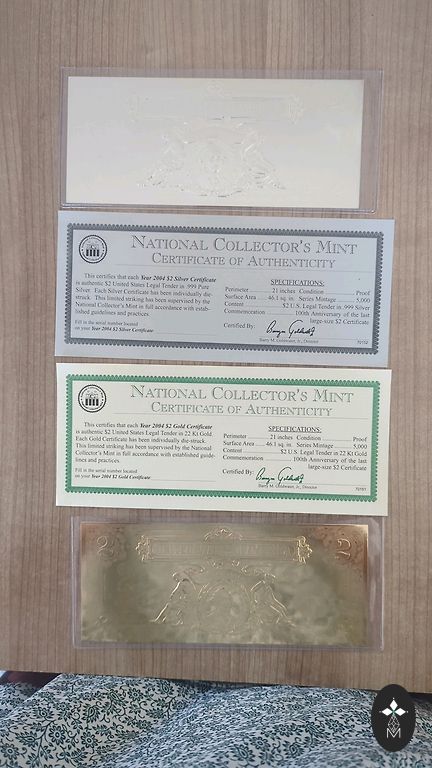 NATIONAL COLLECTOR'S MINT
CERTIFICATE OF AUTHENTICITY
This certifies that each Year 2004 $2 Silver Certificate
is authentic $2 United States Legal Tender in .999 Pure
Silver. Each Silver Certificate has been individually die-
struck. This limited striking has been supervised by the
National Collector's Mint in full accordance with estab-
lished guidelines and practices.
Fill in the serial number located
on your Year 2004 $2 Silver Certificate
SPECIFICATIONS:
Perimeter .... 21 inches Condition .... Proof
Surface Area .... 46.1 sq. in. Series Mintage .... 5,000
Content .... $2 U.S. Legal Tender in .999 Silver
Commemoration .... 100th Anniversary of the last
large-size $2 Certificate
Certified By:
Barry M. Goldwater, Jr., Director
70152
NATIONAL COLLECTOR'S MINT
CERTIFICATE OF AUTHENTICITY
This certifies that each Year 2004 $2 Gold Certificate
is authentic $2 United States Legal Tender in 22 Kt Gold
Each Gold Certificate has been individually die-struck.
This limited striking has been supervised by the National
Collector's Mint in full accordance with established guide-
lines and practices.
Fill in the serial number located
on your Year 2004 $2 Gold Certificate
SPECIFICATIONS:
Perimeter .... 21 inches Condition .... Proof
Surface Area .... 46.1 sq. in. Series Mintage .... 5,000
Content .... $2 U.S. Legal Tender in 22 Kt Gold
Commemoration .... 100th Anniversary of the last
large-size $2 Certificate
Certified By:
Barry M. Goldwater, Jr., Director
70151
2 2
M